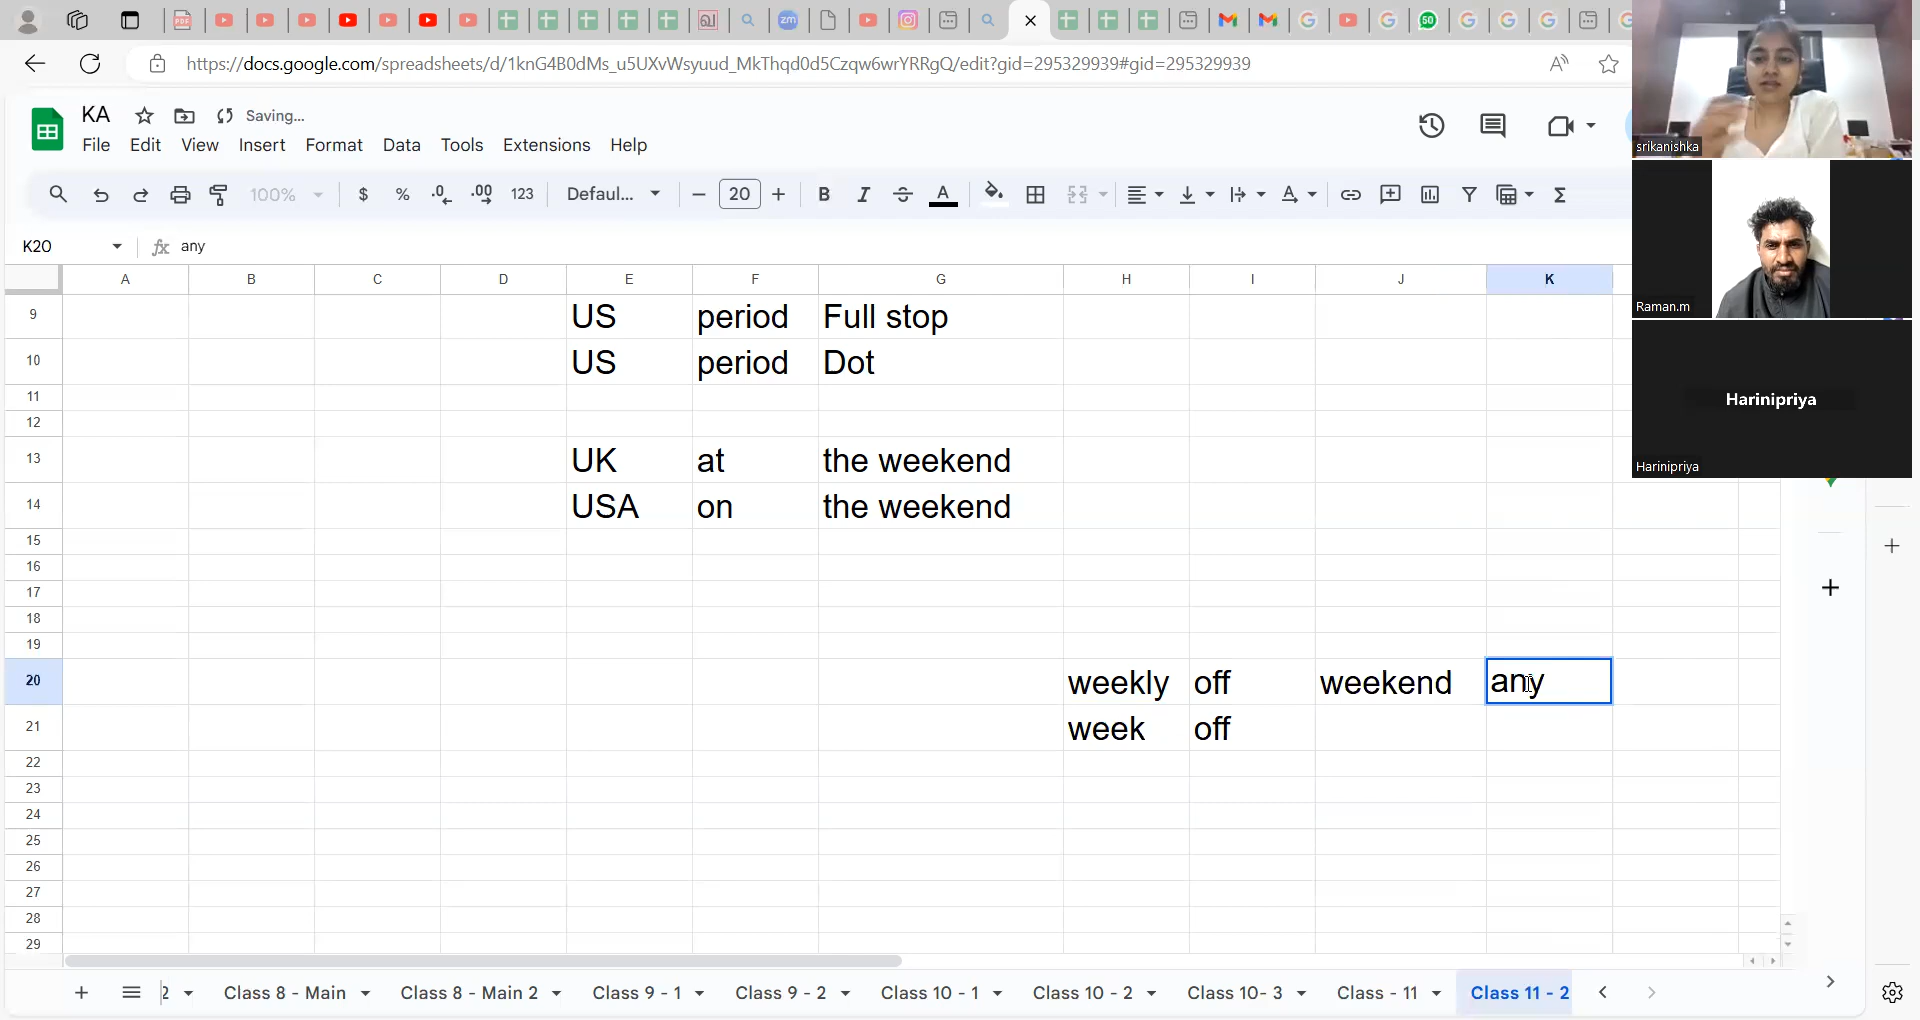 https://docs.google.com/spreadsheets/d/1knG4B0dMs_u5UXvWsyuud_MkThqd0d5Czqw6wrYRRgQ/edit?gid=295329939#gid=295329939
KA Saving...
File Edit View Insert Format Data Tools Extensions Help
100% $ % .0 .00 123 Defaul... 20 B I S A Σ
K20 fx any
A B C D E F G H I J K
9 US period Full stop
10 US period Dot
11
12
13 UK at the weekend
14 USA on the weekend
15
16
17
18
19
20 weekly off weekend any
21 week off
22
23
24
25
26
27
28
29
2 Class 8 - Main Class 8 - Main 2 Class 9 - 1 Class 9 - 2 Class 10 - 1 Class 10 - 2 Class 10- 3 Class - 11 Class 11 - 2
srikanishka
Raman.m
Harinipriya
Harinipriya